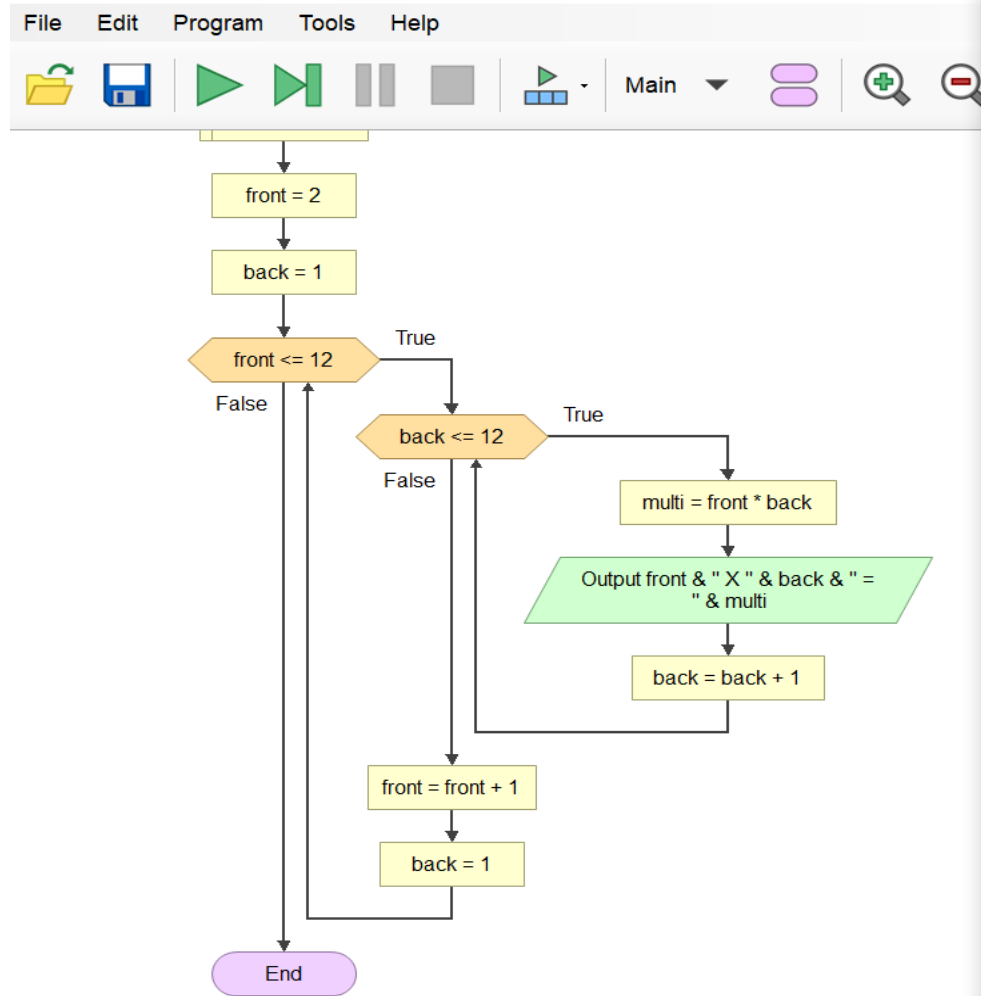 File Edit Program Tools Help
Main
front = 2
back = 1
front <= 12
True
False
back <= 12
True
False
multi = front * back
Output front & " X " & back & " =
" & multi
back = back + 1
front = front + 1
back = 1
End